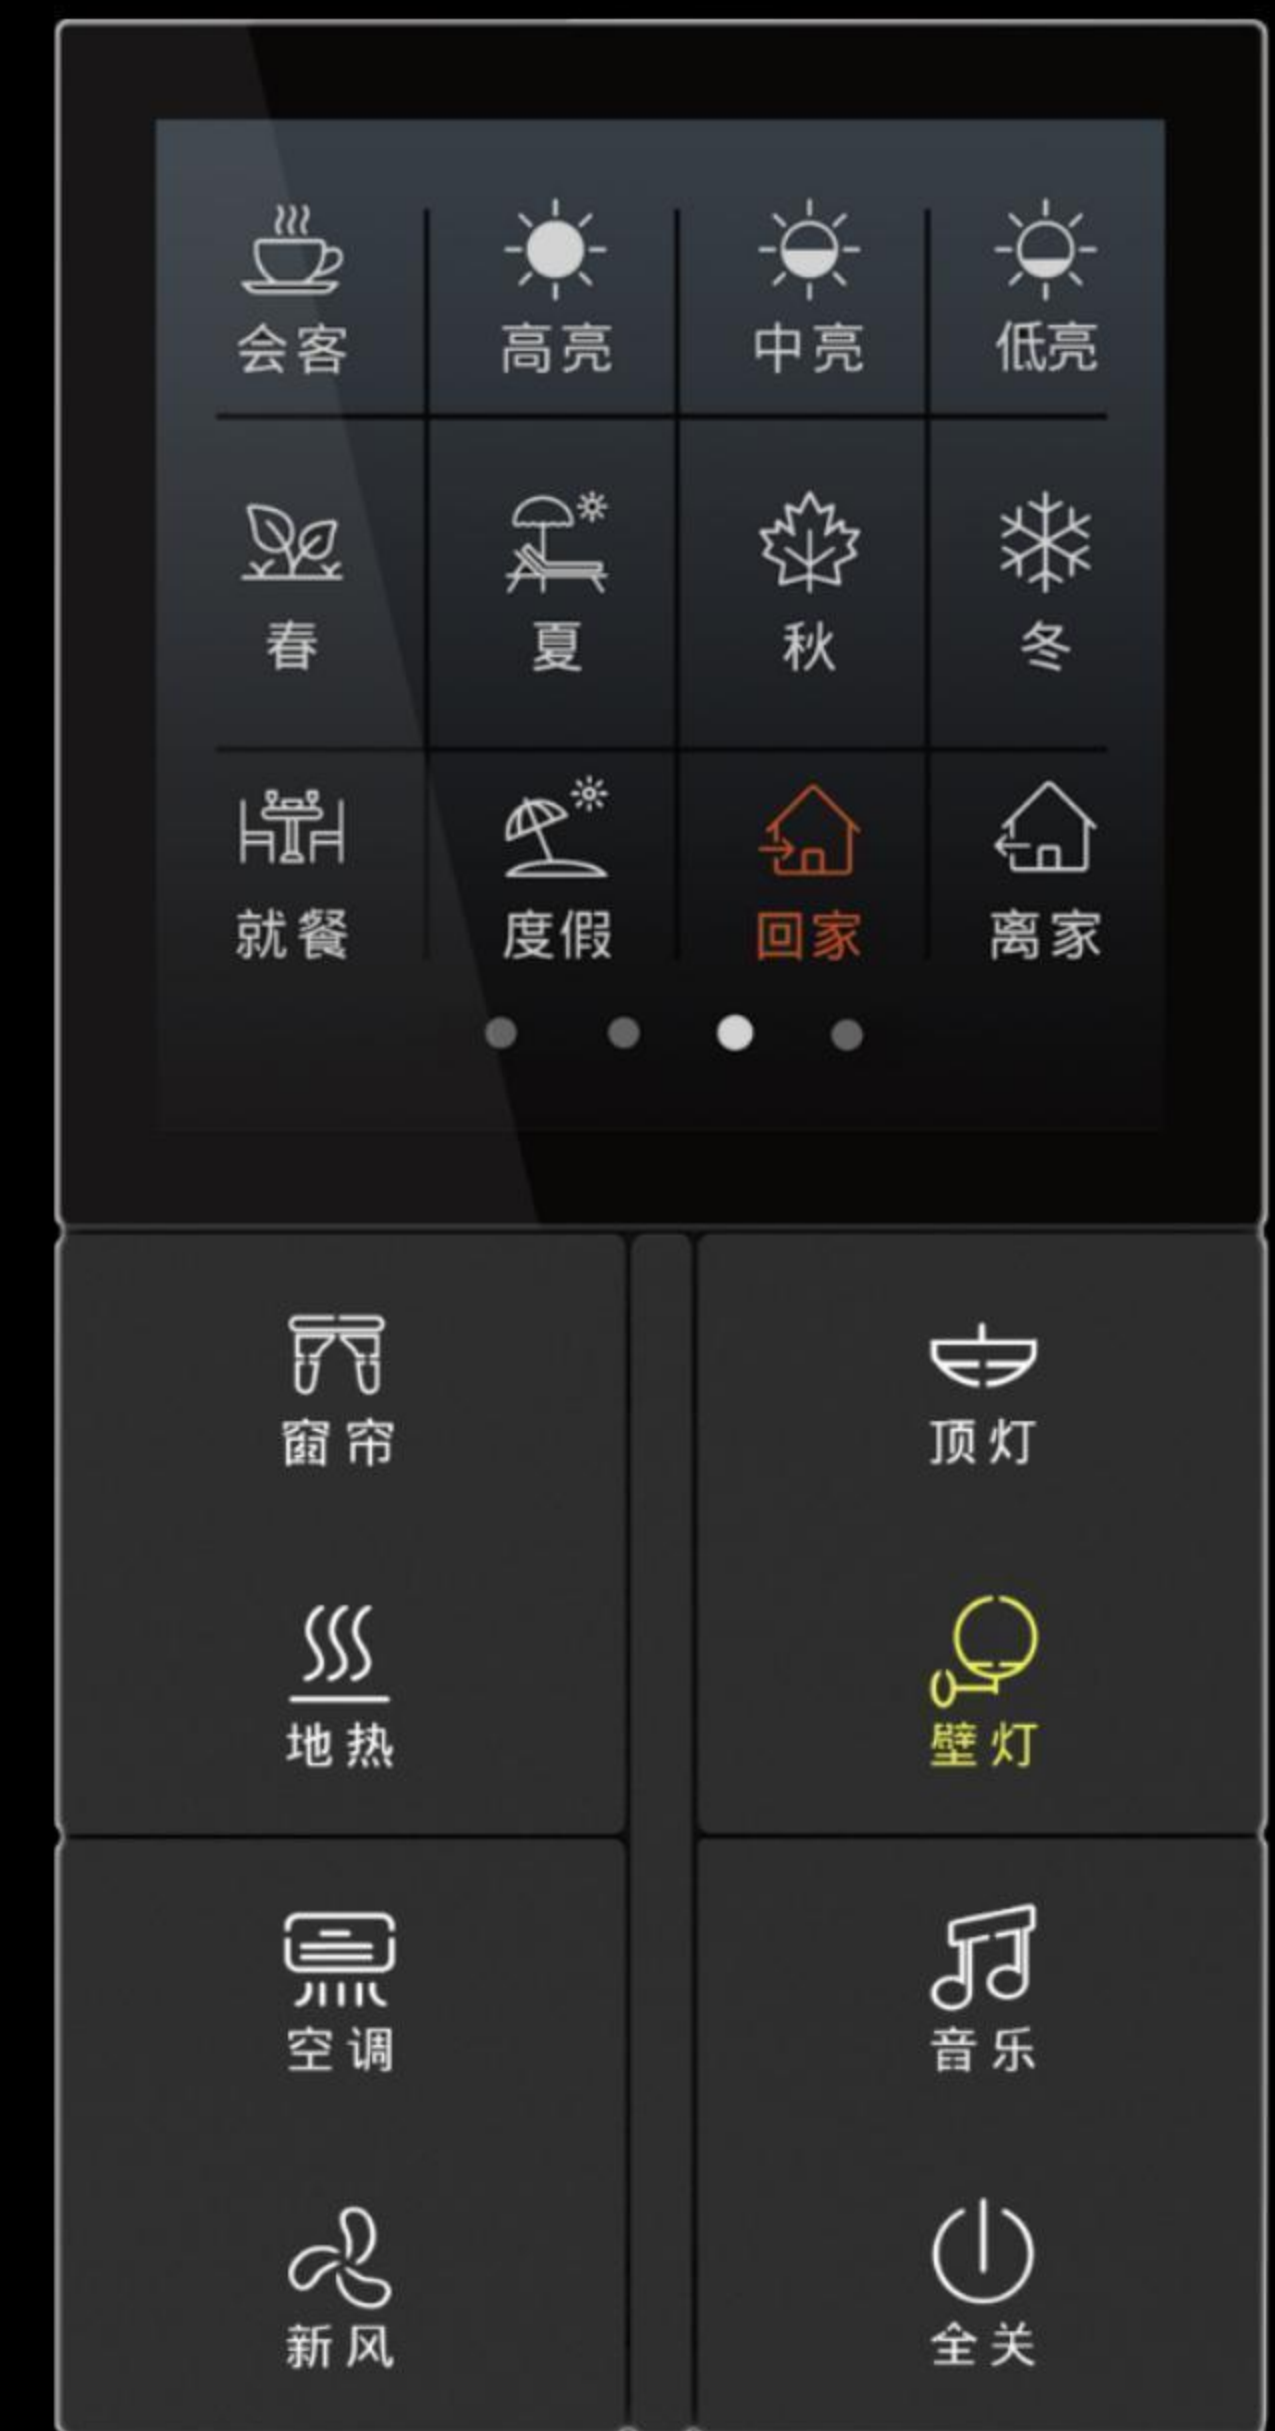 会客 高亮 中亮 低亮
春 夏 秋 冬
就餐 度假 回家 离家
窗帘 顶灯
地热 壁灯
空调 音乐
新风 全关